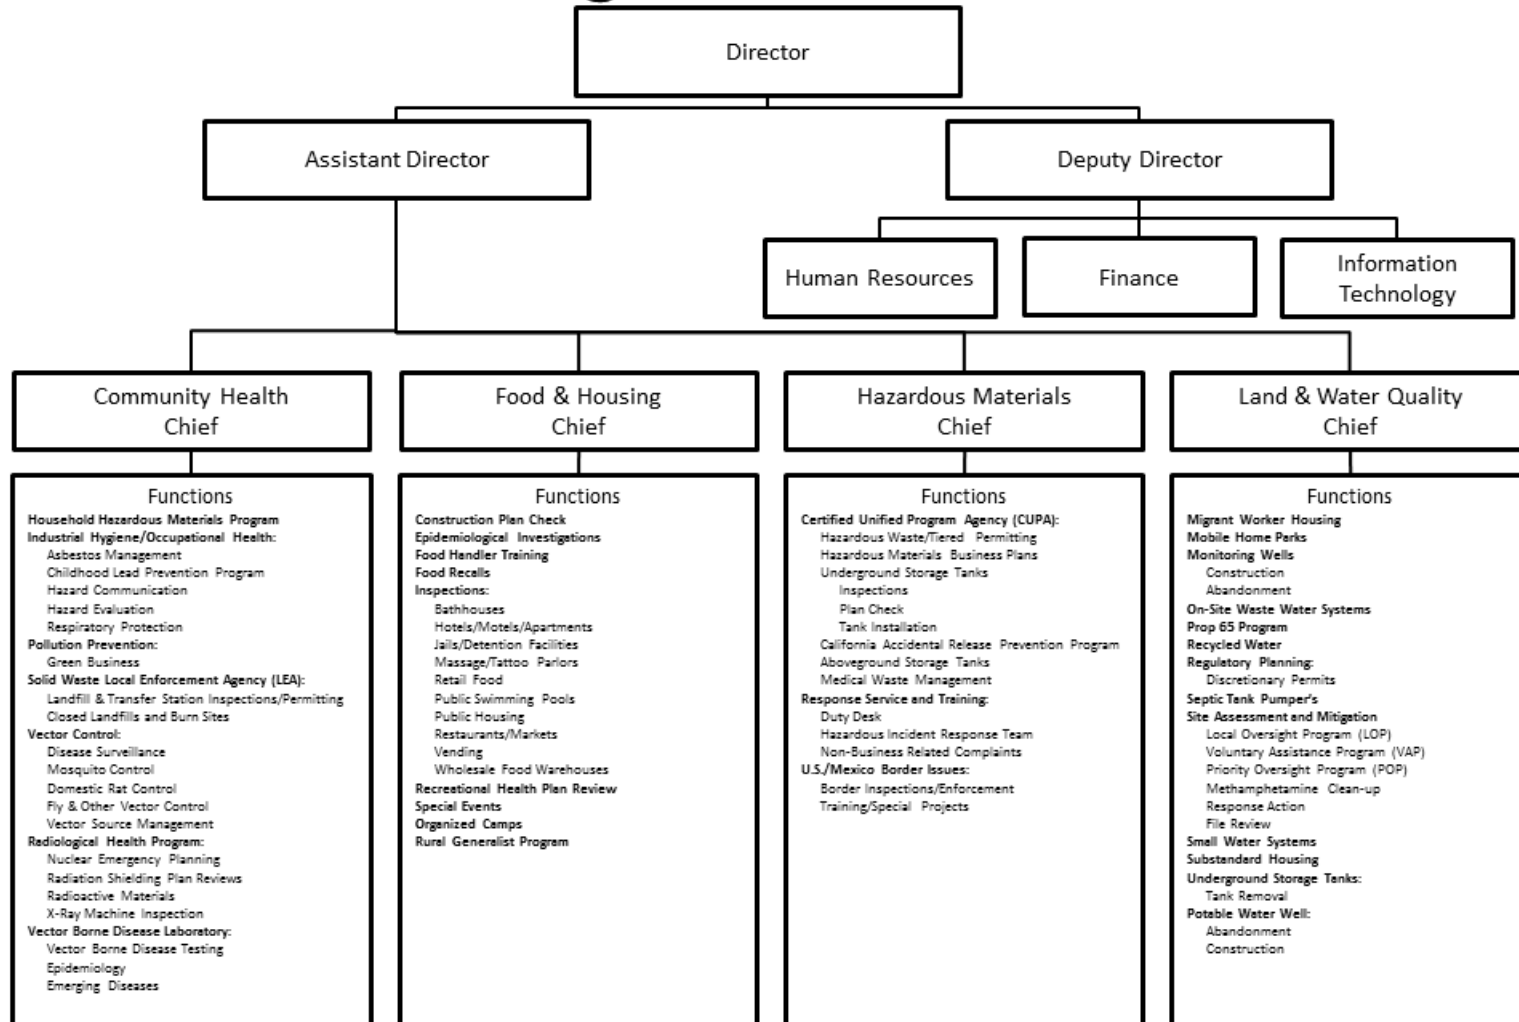 Director
Assistant Director
Deputy Director
Human Resources
Finance
Information
Technology
Community Health
Chief
Food & Housing
Chief
Hazardous Materials
Chief
Land & Water Quality
Chief
Functions
Household Hazardous Materials Program
Industrial Hygiene/Occupational Health:
Asbestos Management
Childhood Lead Prevention Program
Hazard Communication
Hazard Evaluation
Respiratory Protection
Pollution Prevention:
Green Business
Solid Waste Local Enforcement Agency (LEA):
Landfill & Transfer Station Inspections/Permitting
Closed Landfills and Burn Sites
Vector Control:
Disease Surveillance
Mosquito Control
Domestic Rat Control
Fly & Other Vector Control
Vector Source Management
Radiological Health Program:
Nuclear Emergency Planning
Radiation Shielding Plan Reviews
Radioactive Materials
X-Ray Machine Inspection
Vector Borne Disease Laboratory:
Vector Borne Disease Testing
Epidemiology
Emerging Diseases
Functions
Construction Plan Check
Epidemiological Investigations
Food Handler Training
Food Recalls
Inspections:
Bathhouses
Hotels/Motels/Apartments
Jails/Detention Facilities
Massage/Tattoo Parlors
Retail Food
Public Swimming Pools
Public Housing
Restaurants/Markets
Vending
Wholesale Food Warehouses
Recreational Health Plan Review
Special Events
Organized Camps
Rural Generalist Program
Functions
Certified Unified Program Agency (CUPA):
Hazardous Waste/Tiered Permitting
Hazardous Materials Business Plans
Underground Storage Tanks
Inspections
Plan Check
Tank Installation
California Accidental Release Prevention Program
Aboveground Storage Tanks
Medical Waste Management
Response Service and Training:
Duty Desk
Hazardous Incident Response Team
Non-Business Related Complaints
U.S./Mexico Border Issues:
Border Inspections/Enforcement
Training/Special Projects
Functions
Migrant Worker Housing
Mobile Home Parks
Monitoring Wells
Construction
Abandonment
On-Site Waste Water Systems
Prop 65 Program
Recycled Water
Regulatory Planning:
Discretionary Permits
Septic Tank Pumper's
Site Assessment and Mitigation
Local Oversight Program (LOP)
Voluntary Assistance Program (VAP)
Priority Oversight Program (POP)
Methamphetamine Clean-up
Response Action
File Review
Small Water Systems
Substandard Housing
Underground Storage Tanks:
Tank Removal
Potable Water Well:
Abandonment
Construction